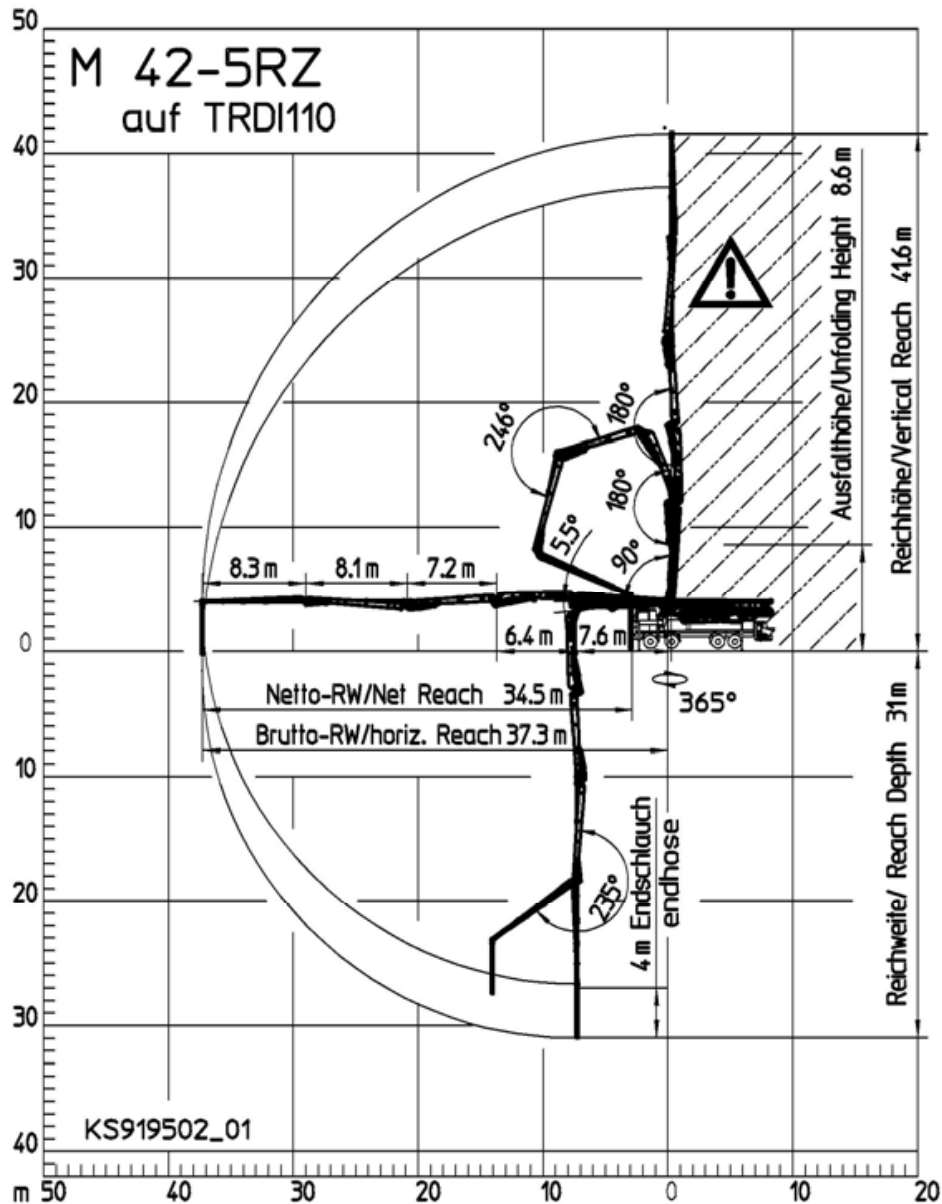 M 42-5RZ
auf TRDI110
50
40
30
20
10
0
10
20
30
40
m 50 40 30 20 10 0 10 20
Ausfalthöhe/Unfolding Height 8.6 m
Reichhöhe/Vertical Reach 41.6 m
246°
180°
180°
5.5°
90°
8.3 m
8.1 m
7.2 m
6.4 m
7.6 m
365°
Netto-RW/Net Reach 34.5 m
Brutto-RW/horiz. Reach 37.3 m
Reichweite/ Reach Depth 31m
4 m Endschlauch
endhose
235°
KS919502_01